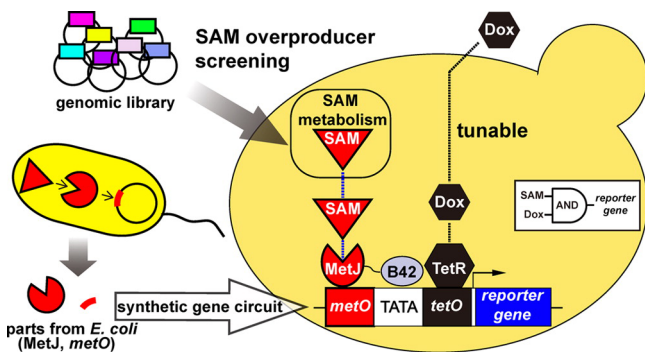 SAM overproducer
screening
genomic library
Dox
SAM
metabolism
SAM
tunable
SAM
Dox
SAM
Dox
AND
reporter
gene
MetJ
B42
TetR
metO
TATA
tetO
reporter
gene
synthetic gene circuit
parts from E. coli
(MetJ, metO)